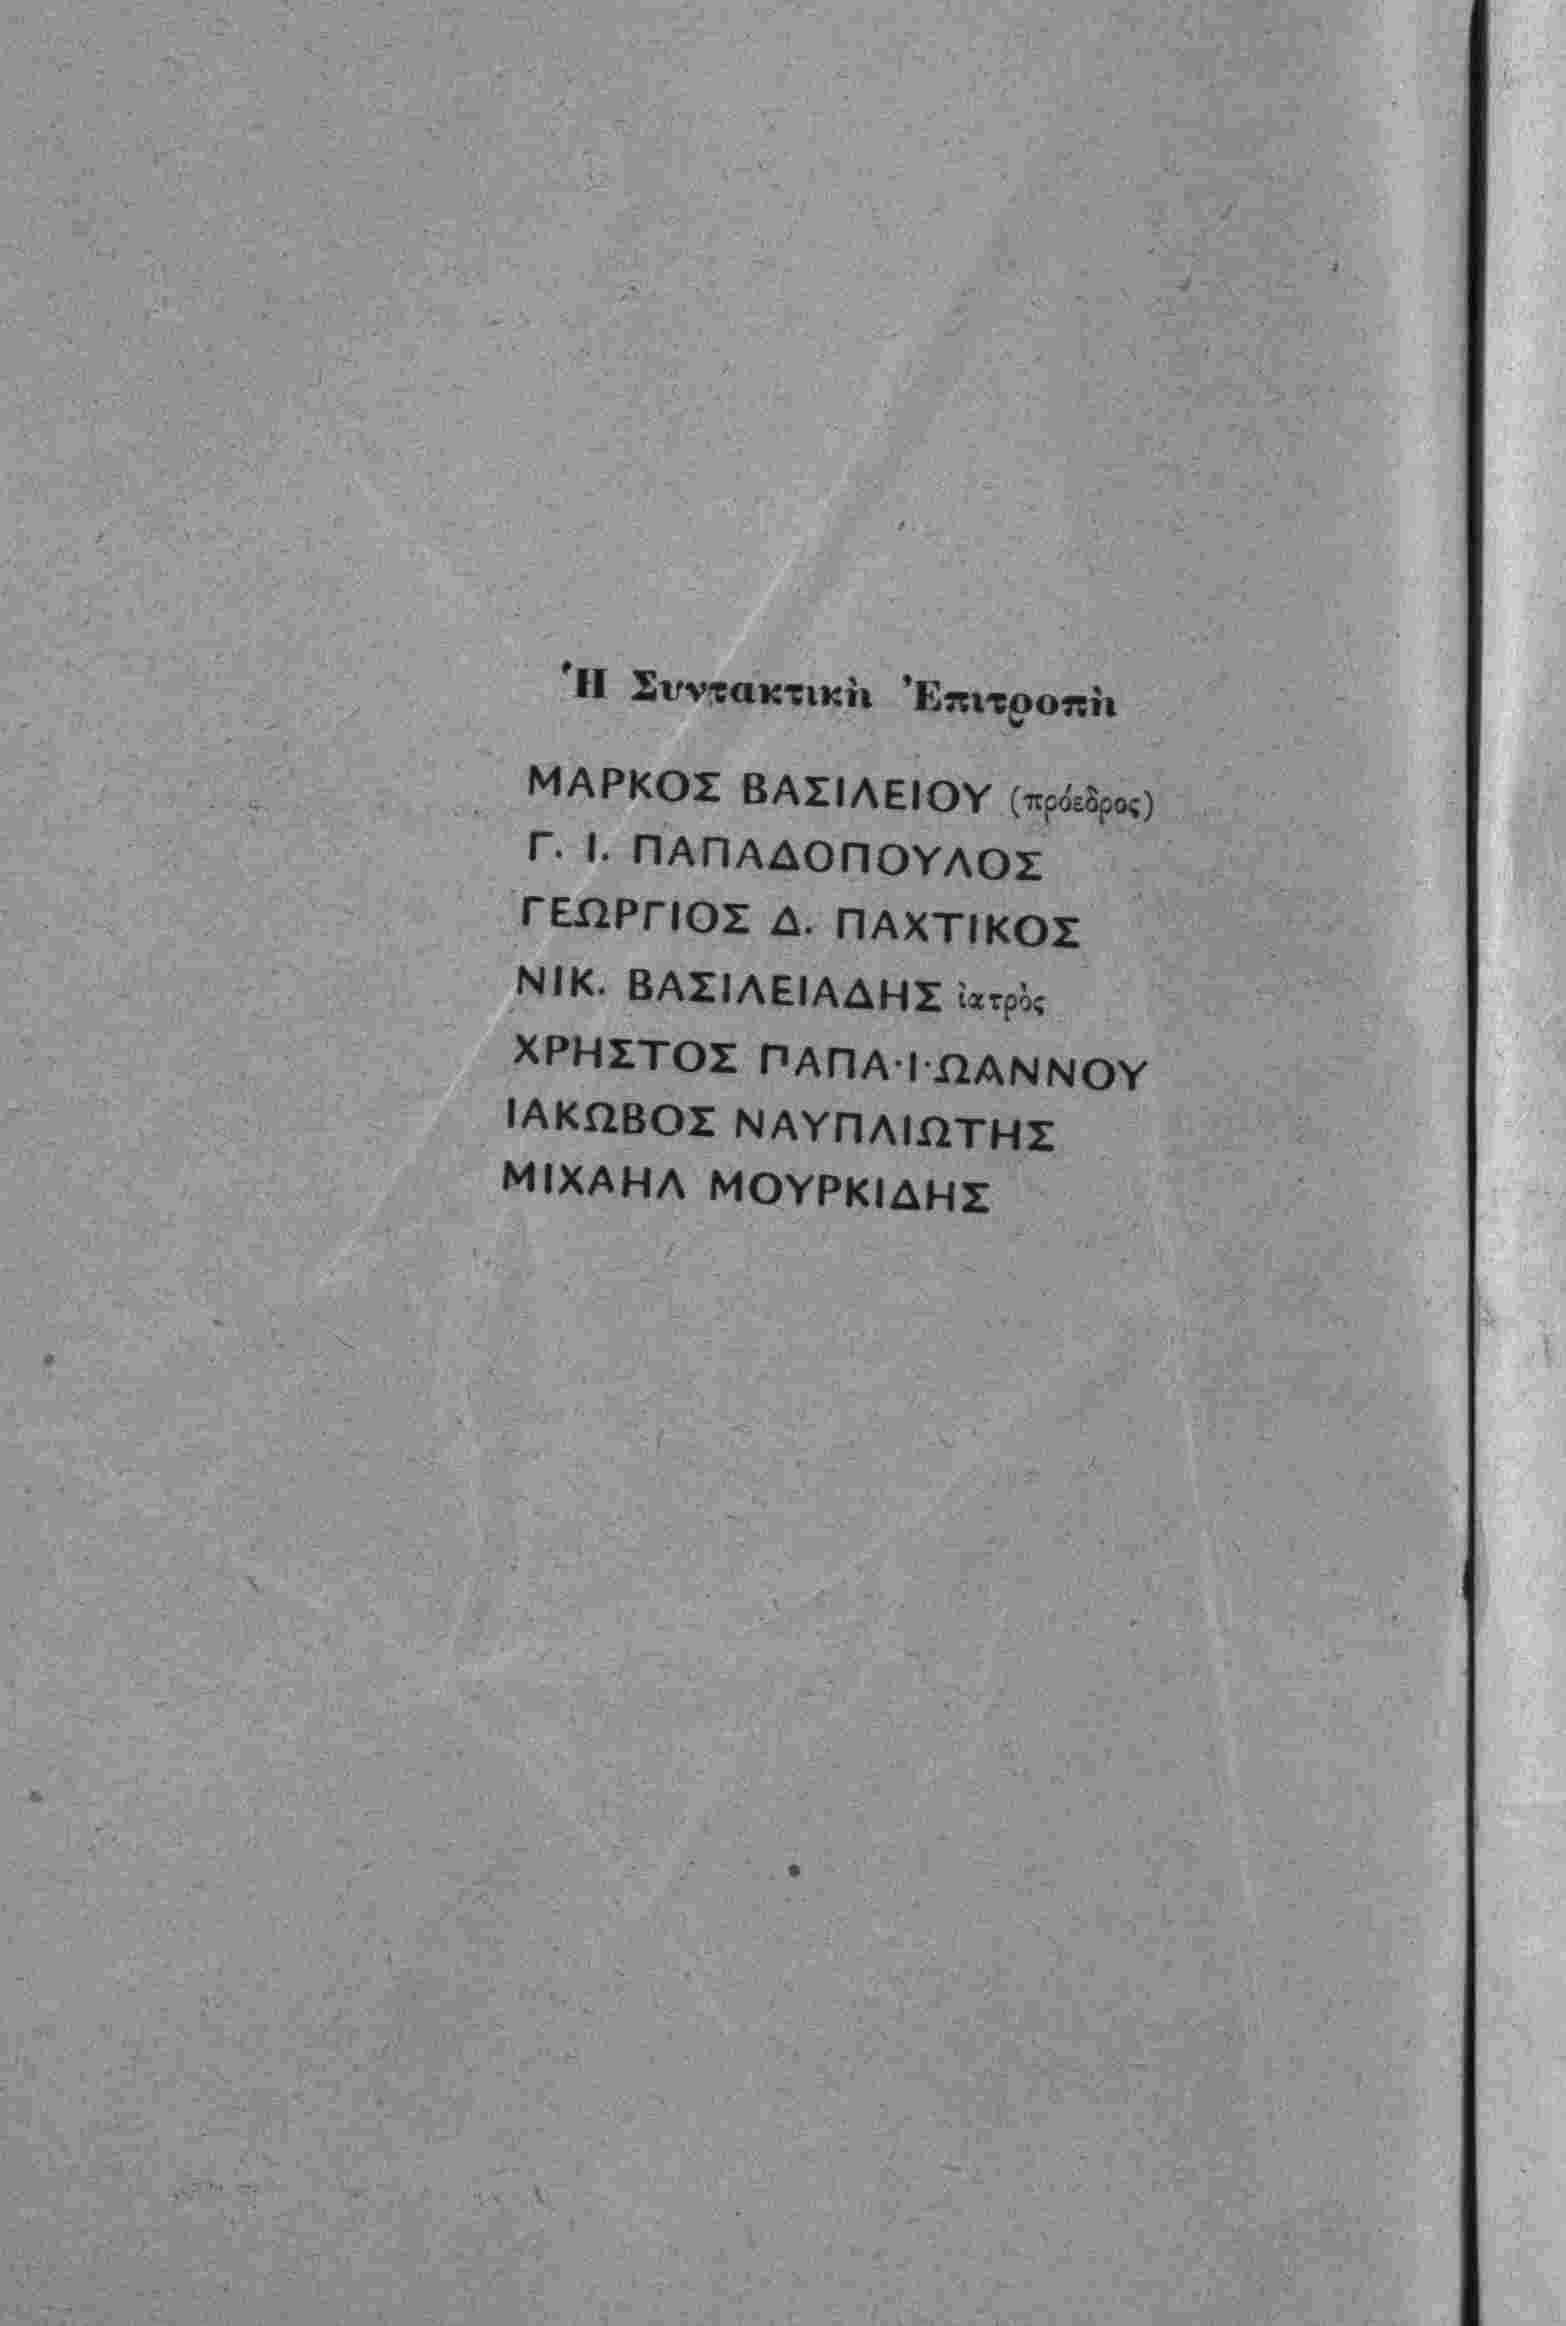 Ἡ Συντακτικὴ Ἐπιτροπὴ
ΜΑΡΚΟΣ ΒΑΣΙΛΕΙΟΥ (πρόεδρος)
Γ. Ι. ΠΑΠΑΔΟΠΟΥΛΟΣ
ΓΕΩΡΓΙΟΣ Δ. ΠΑΧΤΙΚΟΣ
ΝΙΚ. ΒΑΣΙΛΕΙΑΔΗΣ ἰατρὸς
ΧΡΗΣΤΟΣ ΠΑΠΑ·Ι·ΩΑΝΝΟΥ
ΙΑΚΩΒΟΣ ΝΑΥΠΛΙΩΤΗΣ
ΜΙΧΑΗΛ ΜΟΥΡΚΙΔΗΣ